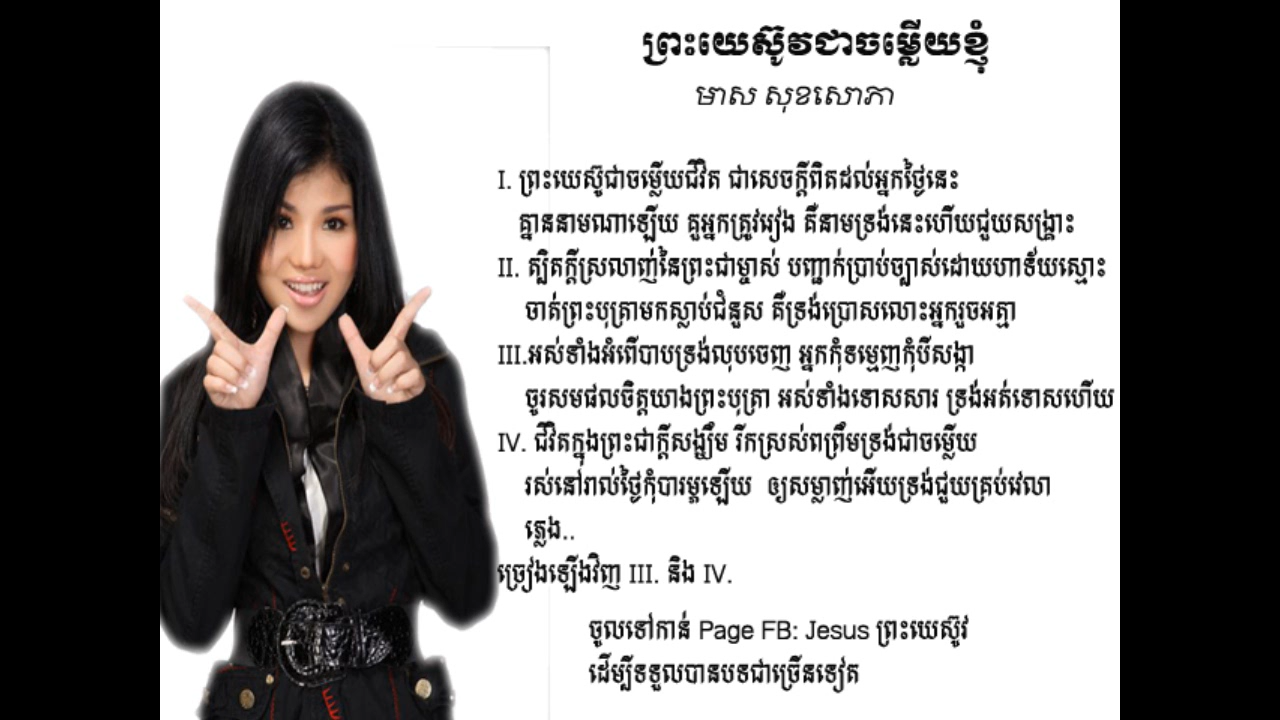 ព្រះយេស៊ូវជាចម្លើយខ្ញុំ
មាស សុខសោភា
I. ព្រះយេស៊ូជាចម្លើយជីវិត ជាសេចក្ដីពិតដល់អ្នកថ្ងៃនេះ
គ្មាននាមណាឡើយ គួអ្នកត្រូវរៀង គឺនាមទ្រង់នេះហើយជួយសង្គ្រោះ
II. ត្បិតក្ដីស្រលាញ់នៃព្រះជាម្ចាស់ បញ្ជាក់ប្រាប់ច្បាស់ដោយហាទ័យស្មោះ
ចាត់ព្រះបុត្រាមកស្លាប់ជំនួស គឺទ្រង់ប្រោសលោះអ្នករួចអត្មា
III.អស់ទាំងអំពើបាបទ្រង់លុបចេញ អ្នកកុំទម្មេញកុំបីសង្កា
ចូរសមផលចិត្តយាងព្រះបុត្រា អស់ទាំងទោសសារ ទ្រង់អត់ទោសហើយ
IV. ជីវិតក្នុងព្រះជាក្ដីសង្ឃឹម រីកស្រស់ពព្រឹមទ្រង់ជាចម្លើយ
រស់នៅរាល់ថ្ងៃកុំបារម្ភឡើយ ឲ្យសម្លាញ់អើយទ្រង់ជួយគ្រប់វេលា
ភ្លេង..
ច្រៀងឡើងវិញ III. និង IV.
ចូលទៅកាន់ Page FB: Jesus ព្រះយេស៊ូវ
ដើម្បីទទួលបានបទជាច្រើនទៀត